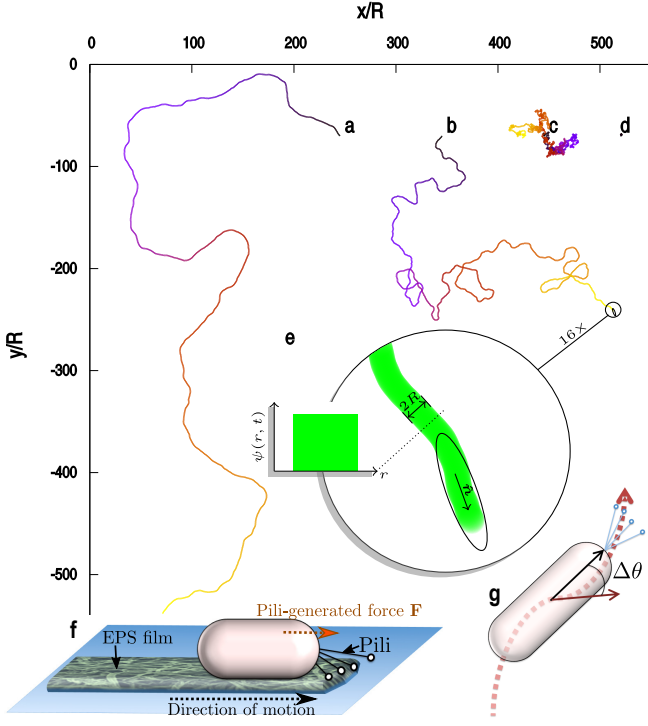 x/R
0 100 200 300 400 500
y/R
0
-100
-200
-300
-400
-500
a
b
c
d
e
16×
2R
ψ(r, t)
r
n̂
f
Pili-generated force F
EPS film
Pili
Direction of motion
g
Δθ